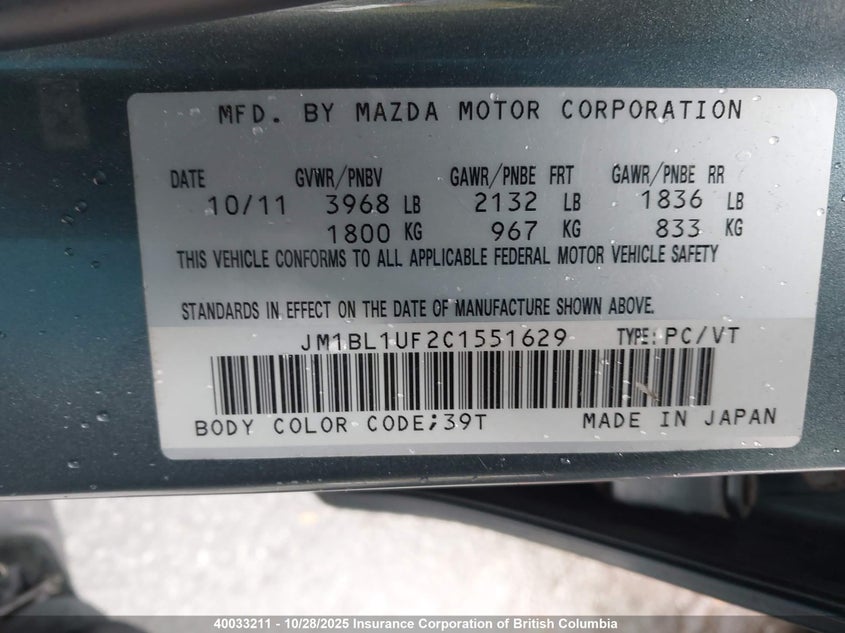 MFD. BY MAZDA MOTOR CORPORATION
DATE GVWR/PNBV GAWR/PNBE FRT GAWR/PNBE RR
10/11 3968 LB 2132 LB 1836 LB
1800 KG 967 KG 833 KG
THIS VEHICLE CONFORMS TO ALL APPLICABLE FEDERAL MOTOR VEHICLE SAFETY
STANDARDS IN EFFECT ON THE DATE OF MANUFACTURE SHOWN ABOVE.
JM1BL1UF2C1551629 TYPE: PC/VT
BODY COLOR CODE;39T MADE IN JAPAN
40033211 - 10/28/2025 Insurance Corporation of British Columbia